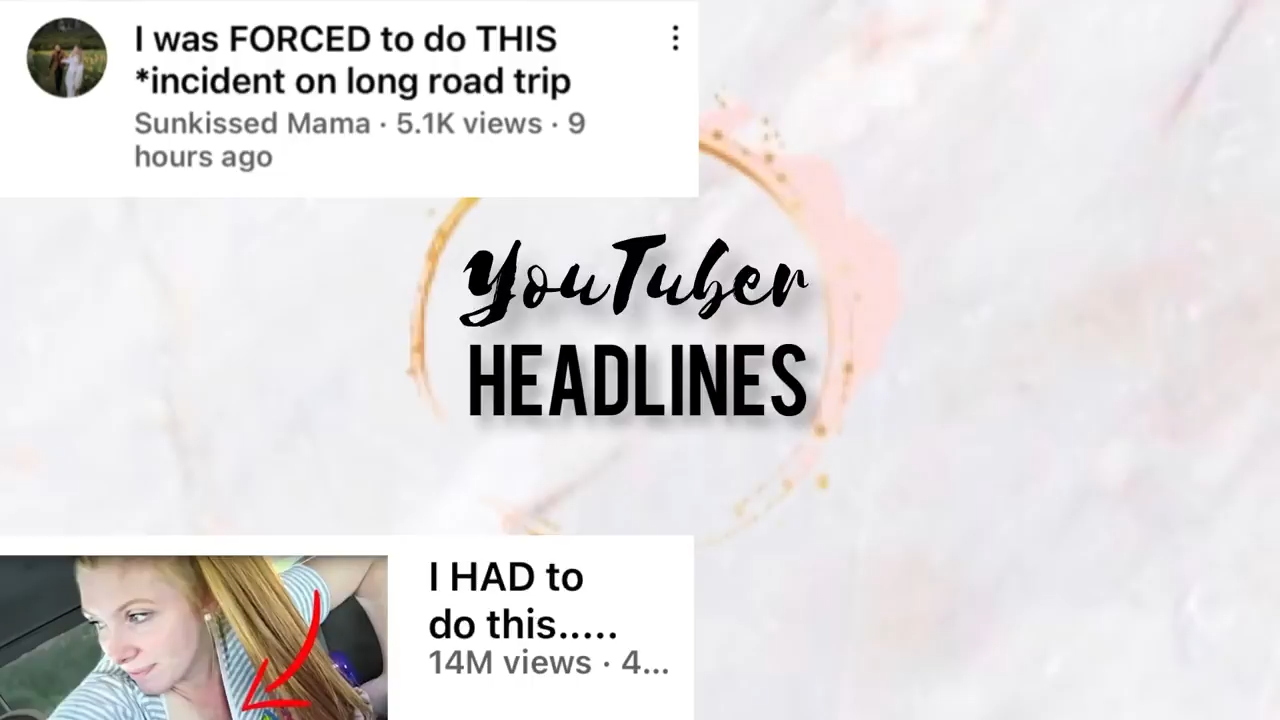 I was FORCED to do THIS
*incident on long road trip
Sunkissed Mama · 5.1K views · 9
hours ago
YouTuber
HEADLINES
I HAD to
do this.....
14M views · 4...